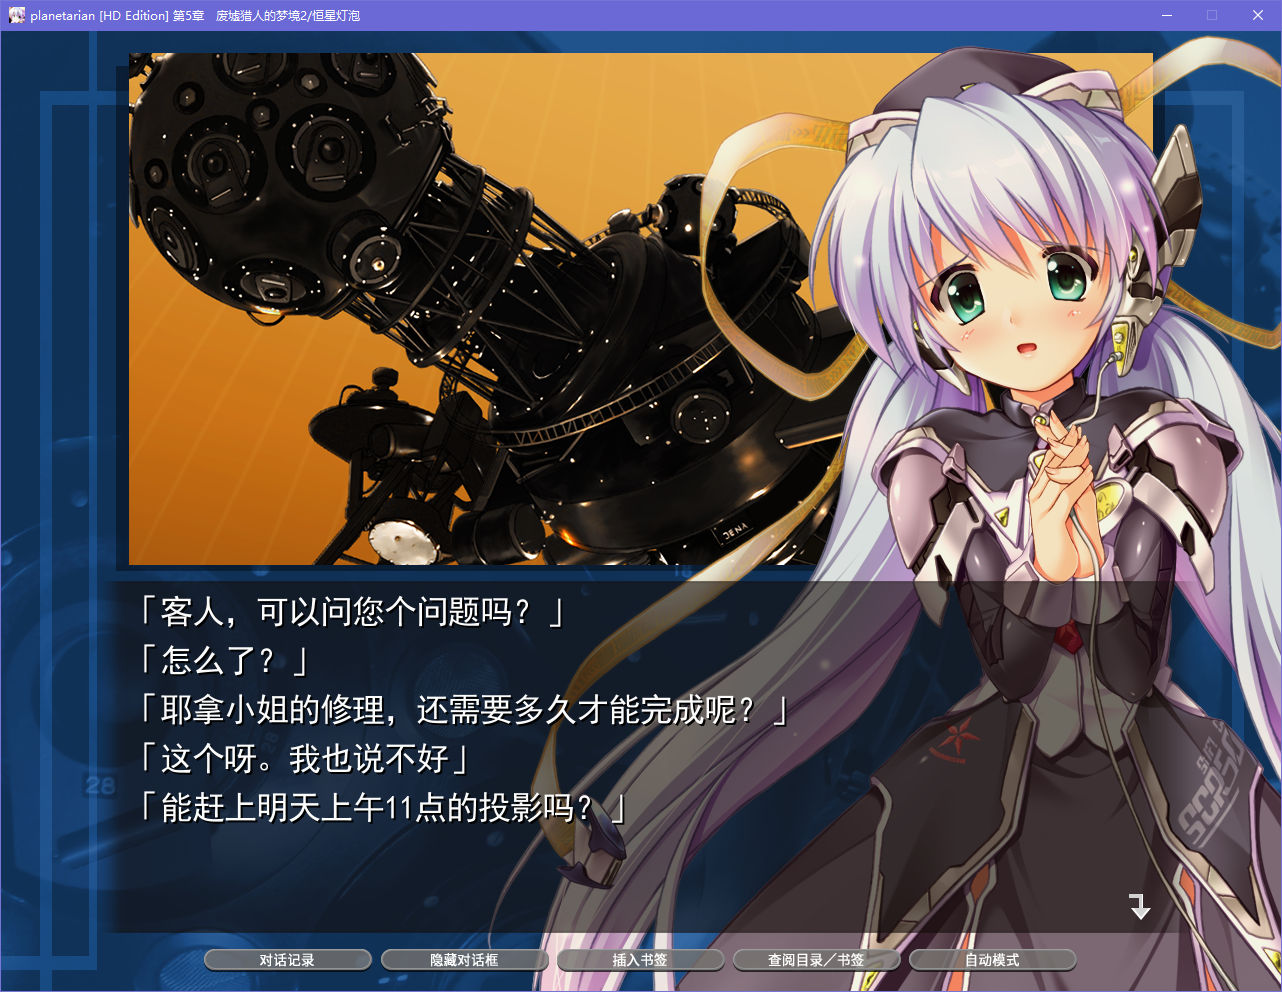 planetarian [HD Edition] 第5章　废墟猎人的梦境2/恒星灯泡
JENA
「客人，可以问您个问题吗？」
「怎么了？」
「耶拿小姐的修理，还需要多久才能完成呢？」
「这个呀。我也说不好」
「能赶上明天上午11点的投影吗？」
28
对话记录
隐藏对话框
插入书签
查阅目录／书签
自动模式